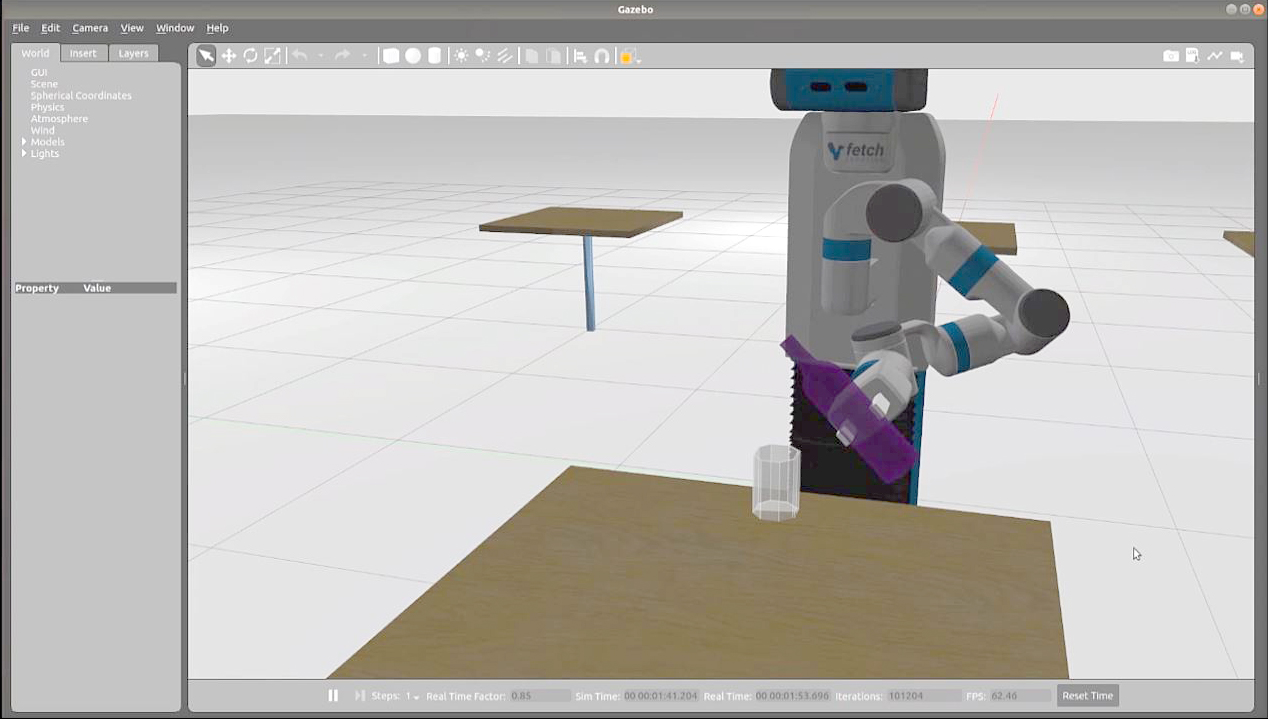 Gazebo
File Edit Camera View Window Help
World Insert Layers
GUI
Scene
Spherical Coordinates
Physics
Atmosphere
Wind
Models
Lights
Property Value
fetch
Steps: 1 Real Time Factor: 0.85 Sim Time: 00 00:01:41.204 Real Time: 00 00:01:53.696 Iterations: 101204 FPS: 62.46 Reset Time